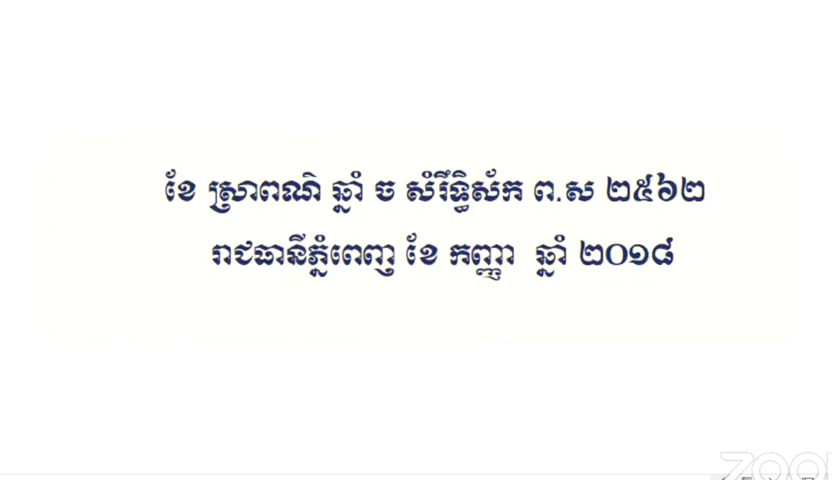 ខែ ស្រាពណ៌ ឆ្នាំ ច សំរឹទ្ធិស័ក ព.ស ២៥៦២
រាជធានីភ្នំពេញ ខែ កញ្ញា ឆ្នាំ ២០១៨
zoom